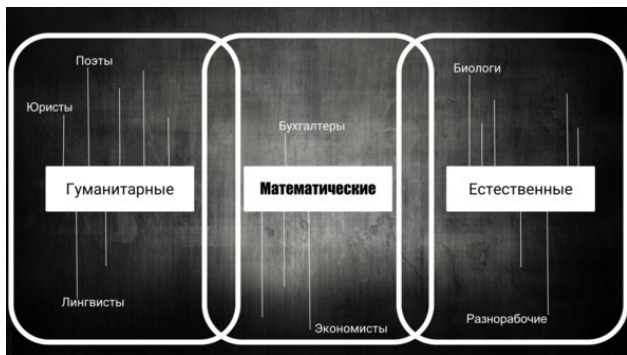 Поэты
Юристы
Гуманитарные
Лингвисты
Бухгалтеры
Математические
Экономисты
Биологи
Естественные
Разнорабочие